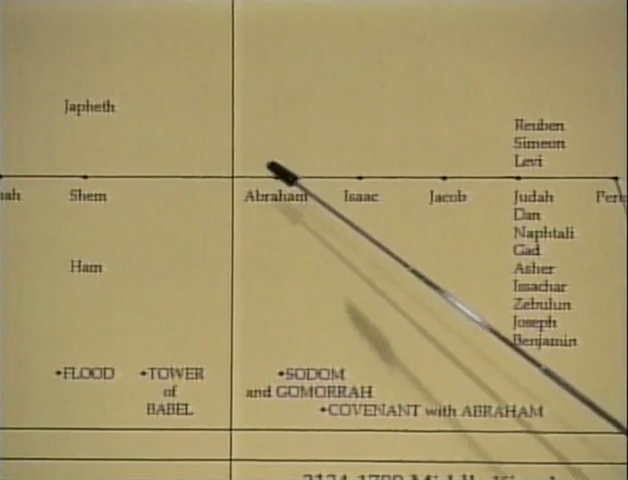 Japheth
Reuben
Simeon
Levi
Shem
Abraham
Isaac
Jacob
Judah
Dan
Naphtali
Gad
Asher
Issachar
Zebulun
Joseph
Benjamin
Ham
•FLOOD
•TOWER
of
BABEL
•SODOM
and GOMORRAH
•COVENANT with ABRAHAM